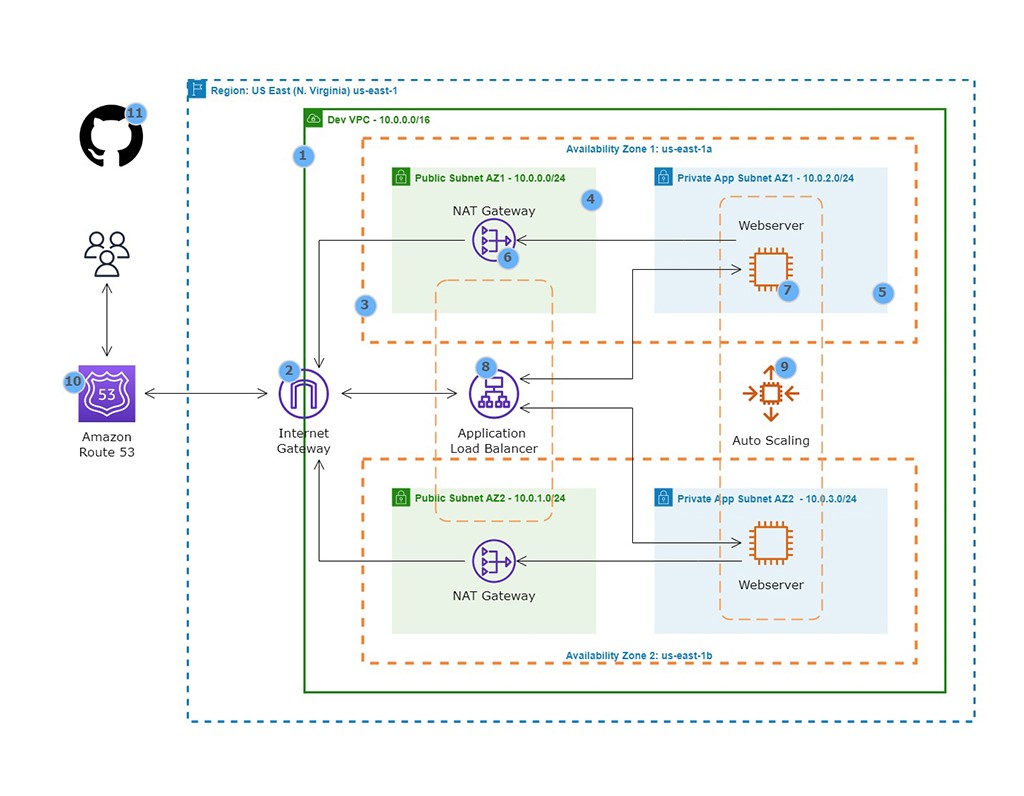 Region: US East (N. Virginia) us-east-1
11
Dev VPC - 10.0.0.0/16
1
Availability Zone 1: us-east-1a
Public Subnet AZ1 - 10.0.0.0/24
Private App Subnet AZ1 - 10.0.2.0/24
4
NAT Gateway
Webserver
6
7
5
3
10
53
Amazon
Route 53
2
Internet
Gateway
8
Application
Load Balancer
9
Auto Scaling
Public Subnet AZ2 - 10.0.1.0/24
Private App Subnet AZ2 - 10.0.3.0/24
NAT Gateway
Webserver
Availability Zone 2: us-east-1b